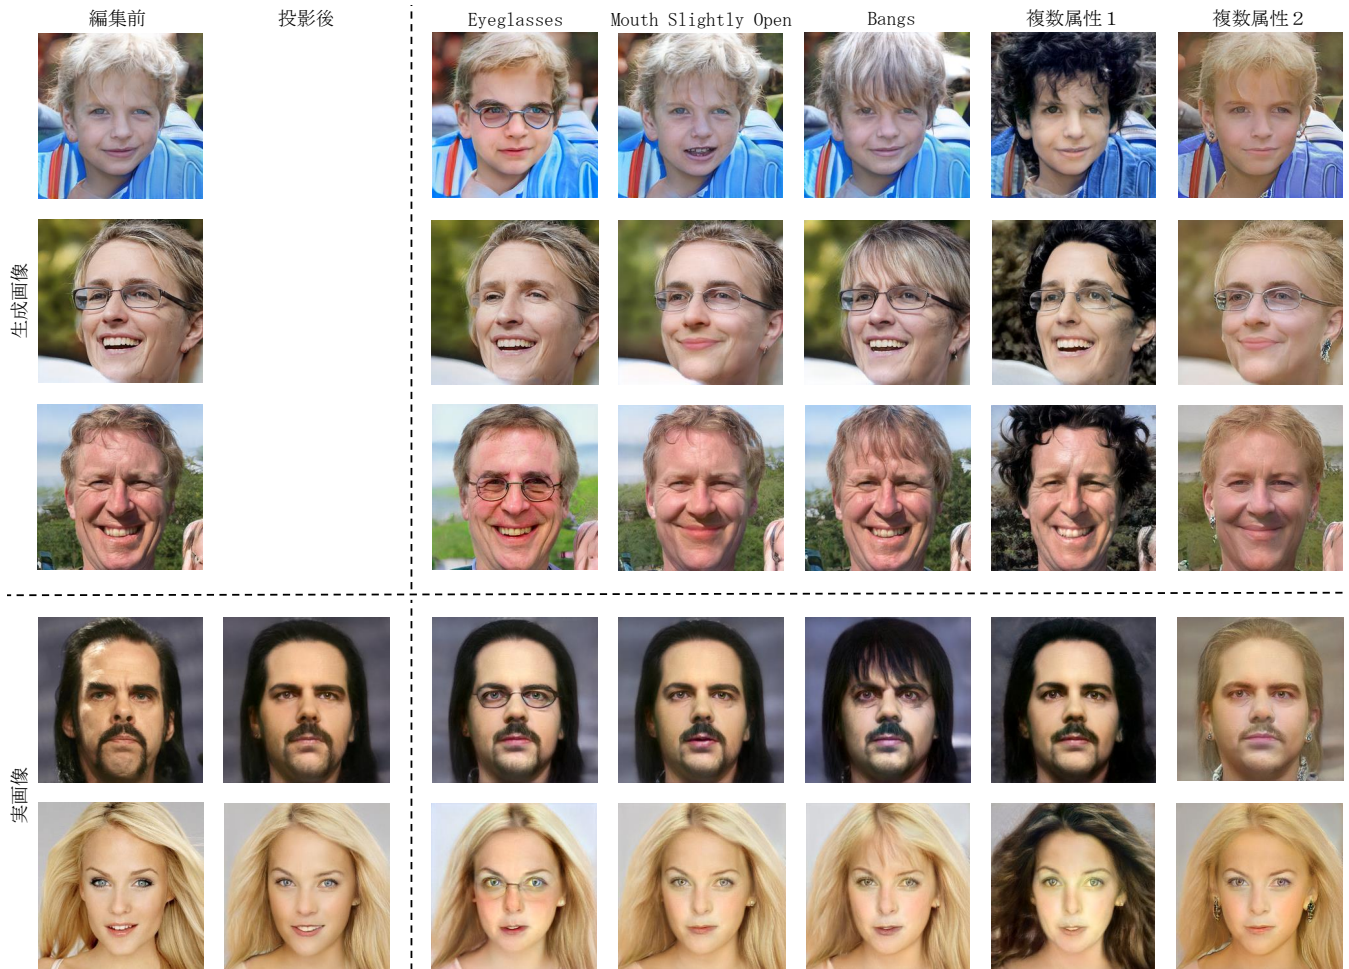 編集前
投影後
Eyeglasses
Mouth Slightly Open
Bangs
複数属性１
複数属性２
生成画像
実画像